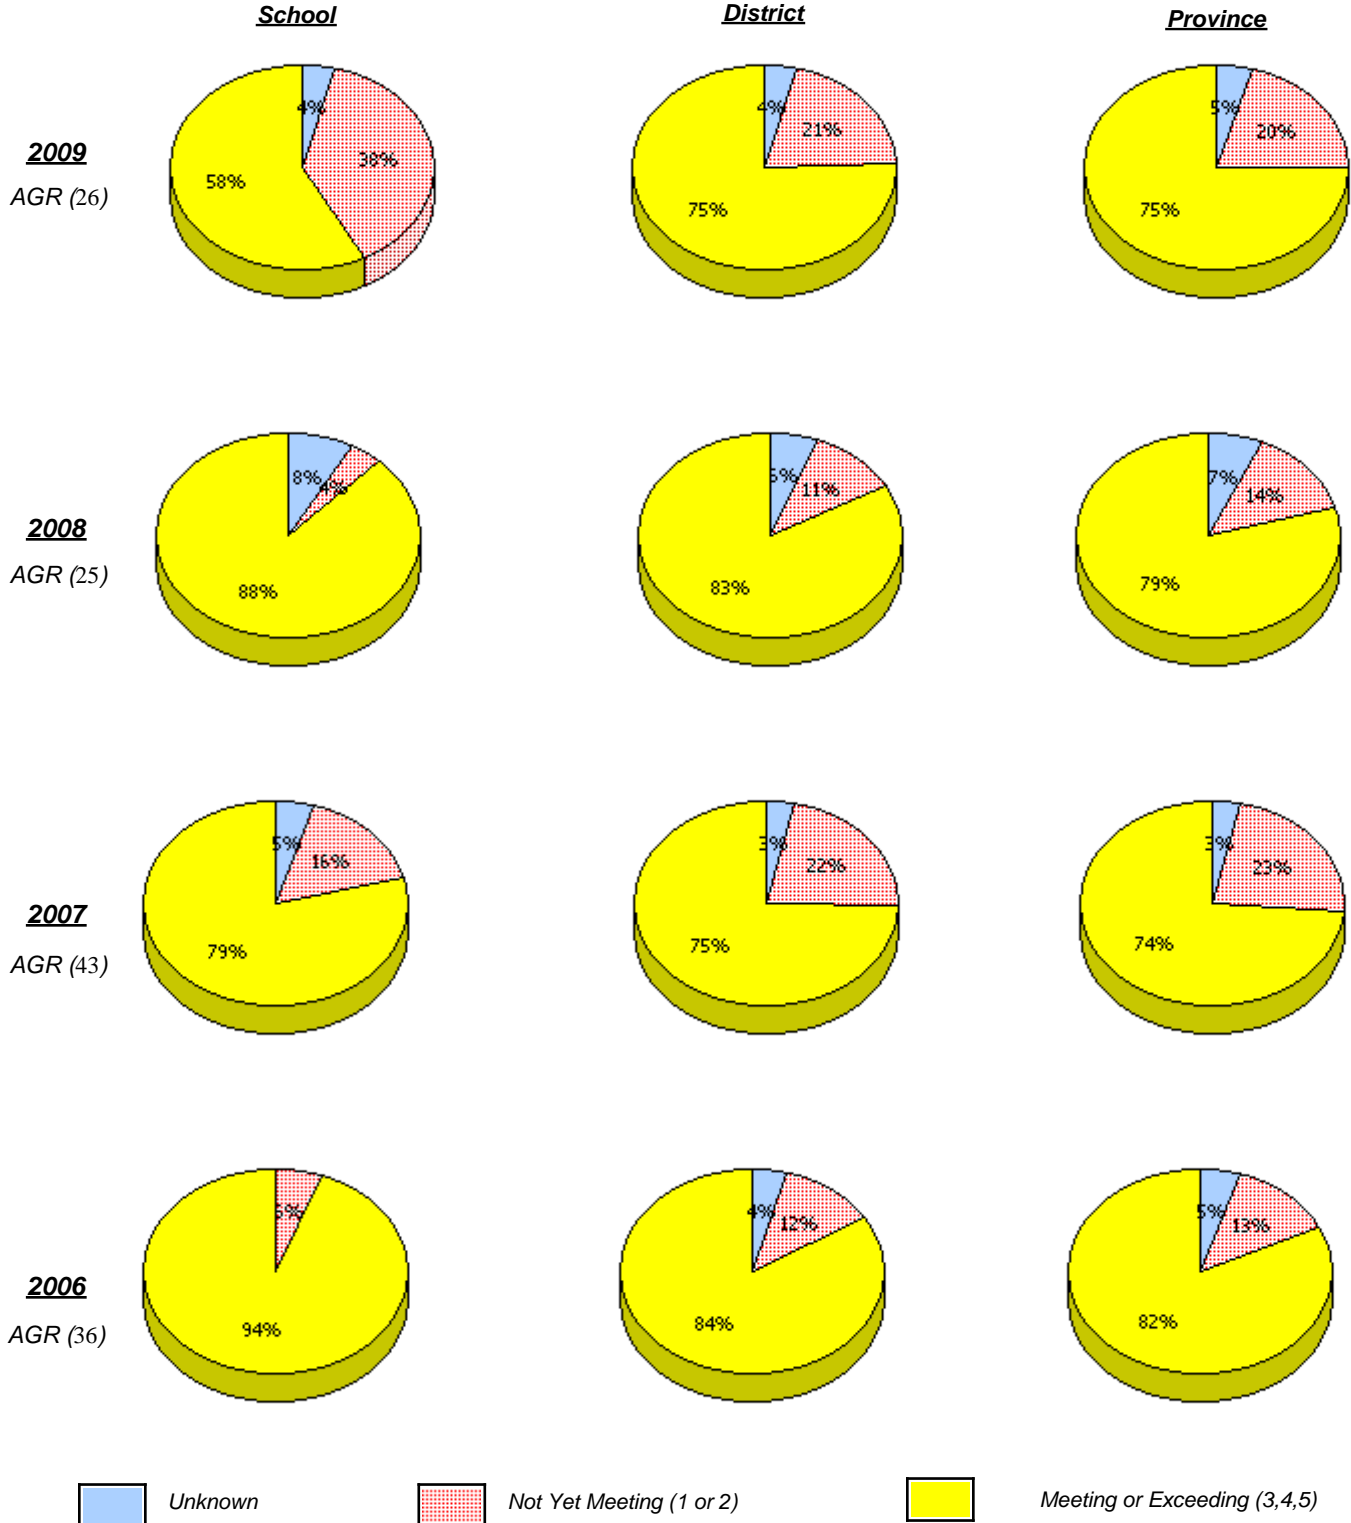 School District Province
2009
AGR (26)
4% 38% 58%
4% 21% 75%
5% 20% 75%
2008
AGR (25)
8% 4% 88%
11% 83%
7% 14% 79%
2007
AGR (43)
5% 16% 79%
3% 22% 75%
3% 23% 74%
2006
AGR (36)
94%
4% 12% 84%
5% 13% 82%
Unknown Not Yet Meeting (1 or 2) Meeting or Exceeding (3,4,5)